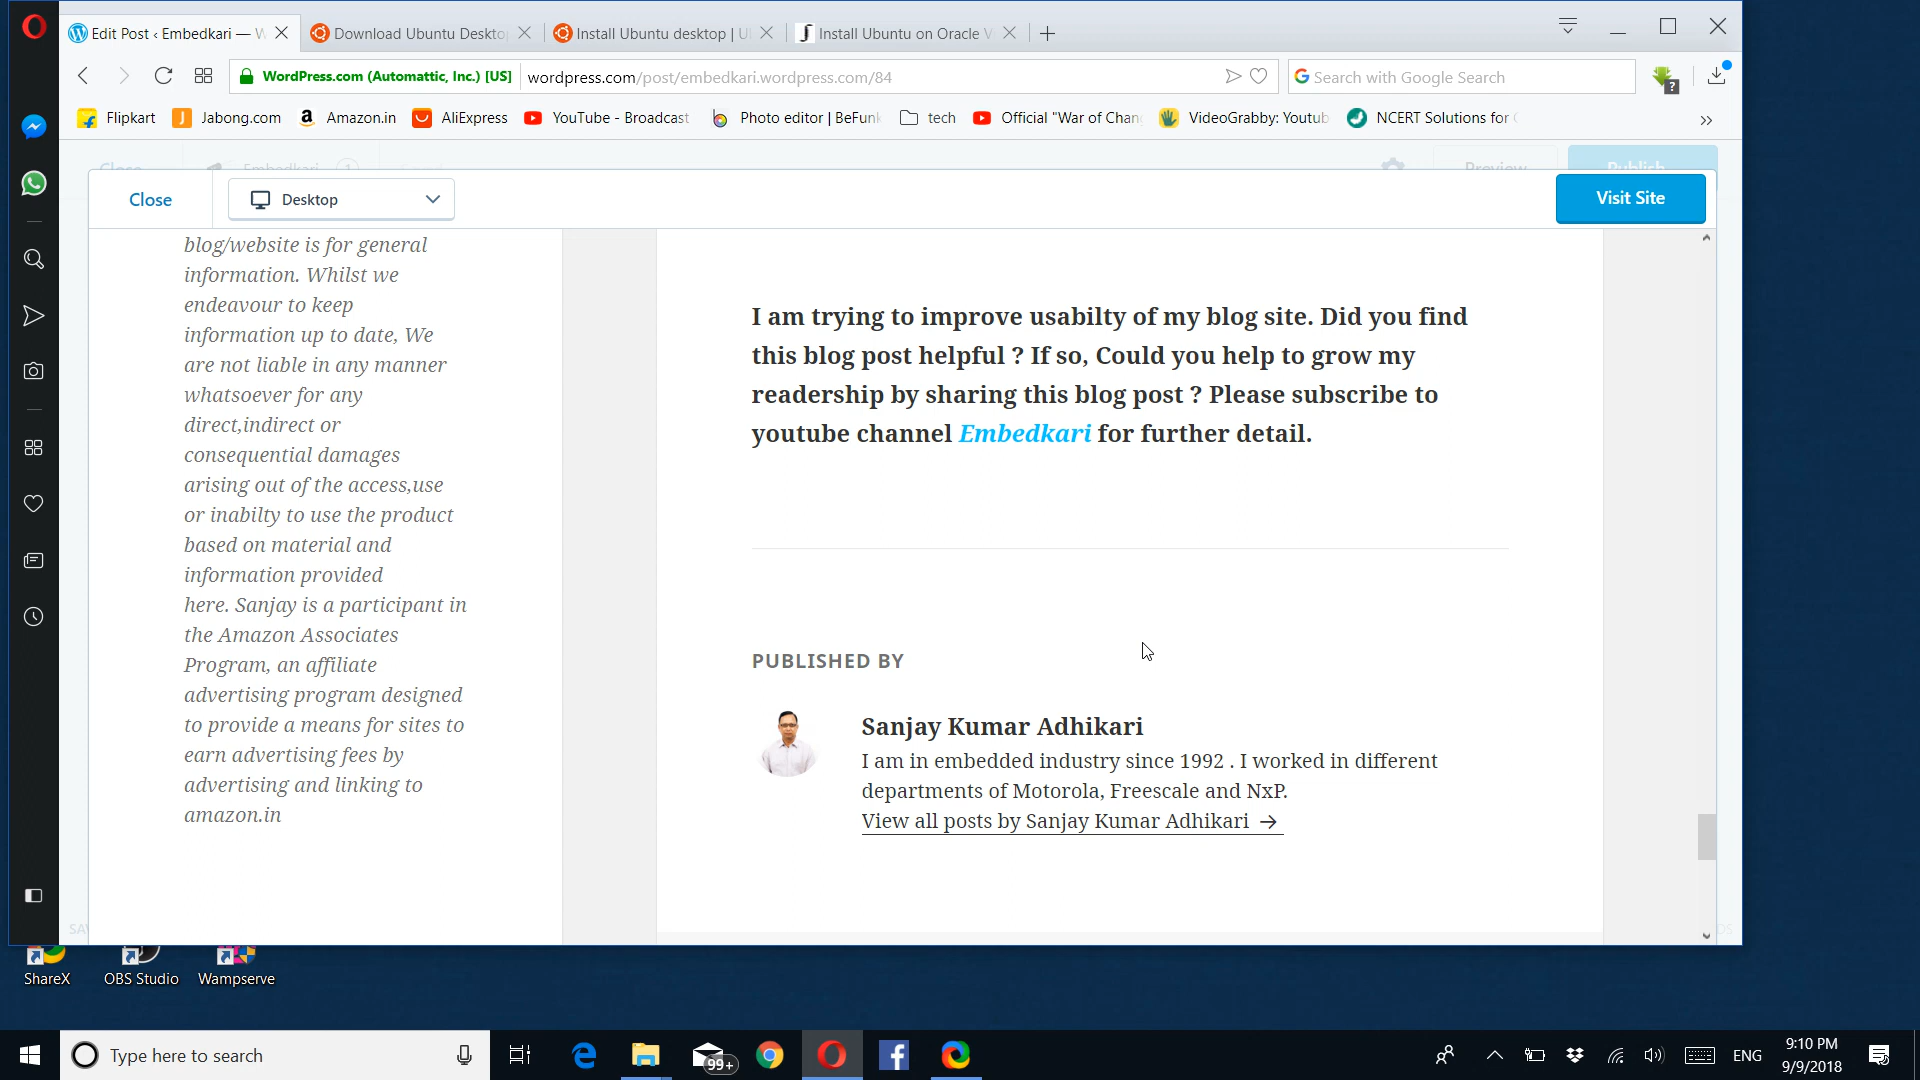 Edit Post ‹ Embedkari — W
Download Ubuntu Deskto
Install Ubuntu desktop | U
Install Ubuntu on Oracle V
WordPress.com (Automattic, Inc.) [US]
wordpress.com/post/embedkari.wordpress.com/84
Search with Google Search
Flipkart
Jabong.com
Amazon.in
AliExpress
YouTube - Broadcast
Photo editor | BeFunk
tech
Official "War of Chan
VideoGrabby: Youtub
NCERT Solutions for
Close
Embedkari
Preview
Publish
Close
Desktop
Visit Site
blog/website is for general
information. Whilst we
endeavour to keep
information up to date, We
are not liable in any manner
whatsoever for any
direct,indirect or
consequential damages
arising out of the access,use
or inabilty to use the product
based on material and
information provided
here. Sanjay is a participant in
the Amazon Associates
Program, an affiliate
advertising program designed
to provide a means for sites to
earn advertising fees by
advertising and linking to
amazon.in
I am trying to improve usabilty of my blog site. Did you find
this blog post helpful ? If so, Could you help to grow my
readership by sharing this blog post ? Please subscribe to
youtube channel Embedkari for further detail.
PUBLISHED BY
Sanjay Kumar Adhikari
I am in embedded industry since 1992 . I worked in different
departments of Motorola, Freescale and NxP.
View all posts by Sanjay Kumar Adhikari →
ShareX
OBS Studio
Wampserve
Type here to search
99+
ENG
9:10 PM
9/9/2018